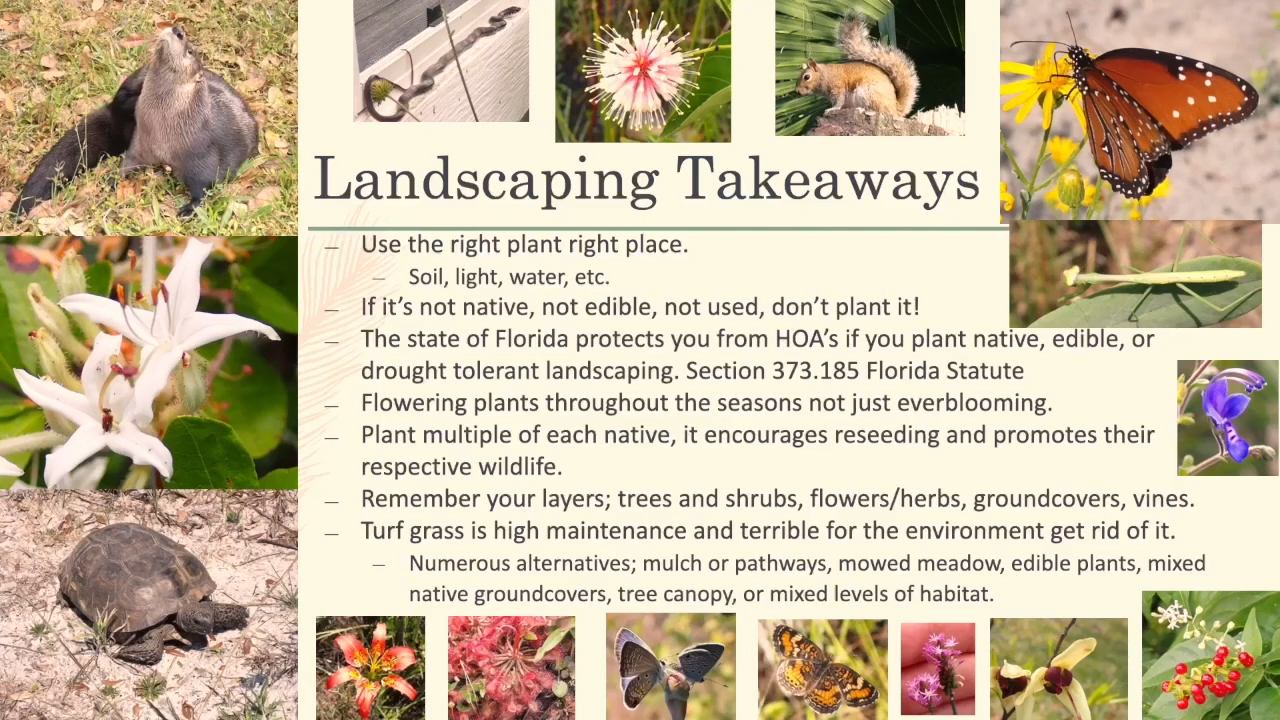 Landscaping Takeaways
– Use the right plant right place.
– Soil, light, water, etc.
– If it’s not native, not edible, not used, don’t plant it!
– The state of Florida protects you from HOA’s if you plant native, edible, or
drought tolerant landscaping. Section 373.185 Florida Statute
– Flowering plants throughout the seasons not just everblooming.
– Plant multiple of each native, it encourages reseeding and promotes their
respective wildlife.
– Remember your layers; trees and shrubs, flowers/herbs, groundcovers, vines.
– Turf grass is high maintenance and terrible for the environment get rid of it.
– Numerous alternatives; mulch or pathways, mowed meadow, edible plants, mixed
native groundcovers, tree canopy, or mixed levels of habitat.